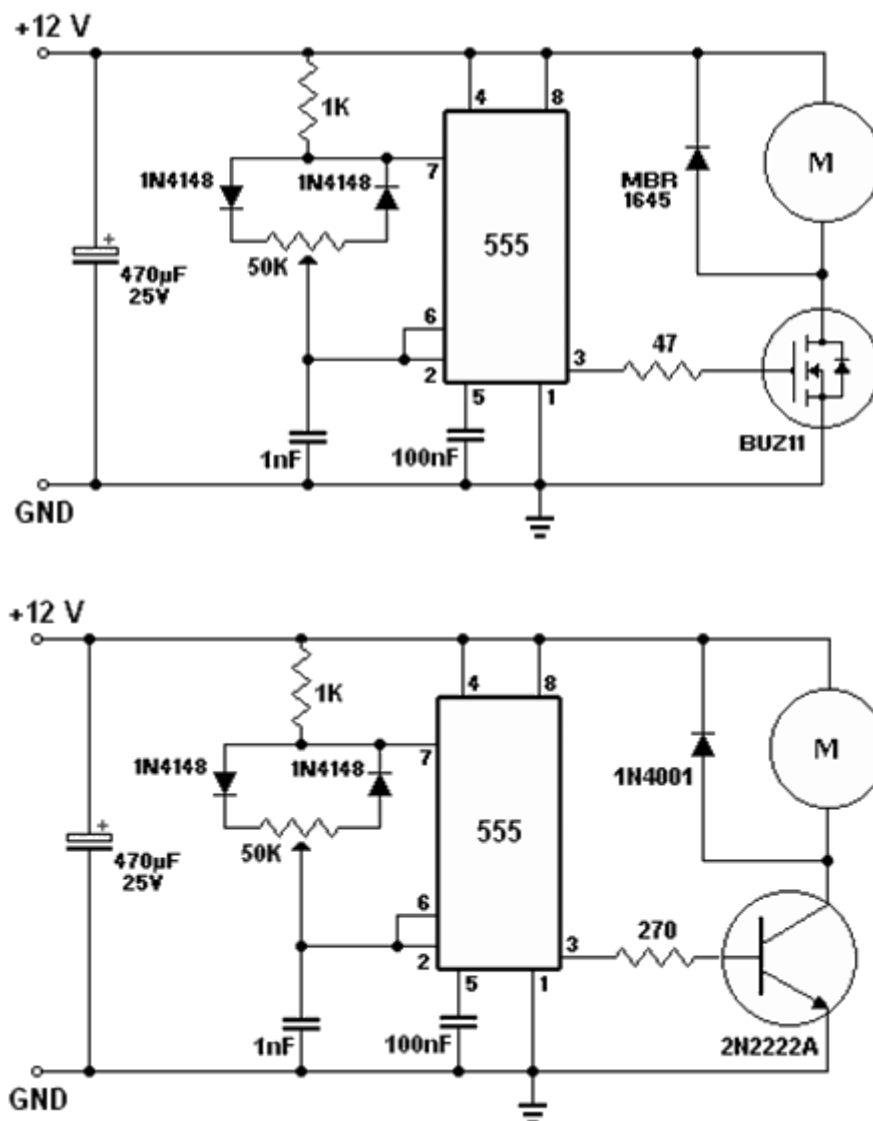 +12 V
4
8
1K
1N4148
1N4148
7
M
MBR
1645
+
470µF
25V
50K
555
6
2
3
47
5
1
1nF
100nF
BUZ11
GND
+12 V
4
8
1K
1N4148
1N4148
7
M
1N4001
+
470µF
25V
50K
555
6
2
3
270
5
1
1nF
100nF
2N2222A
GND